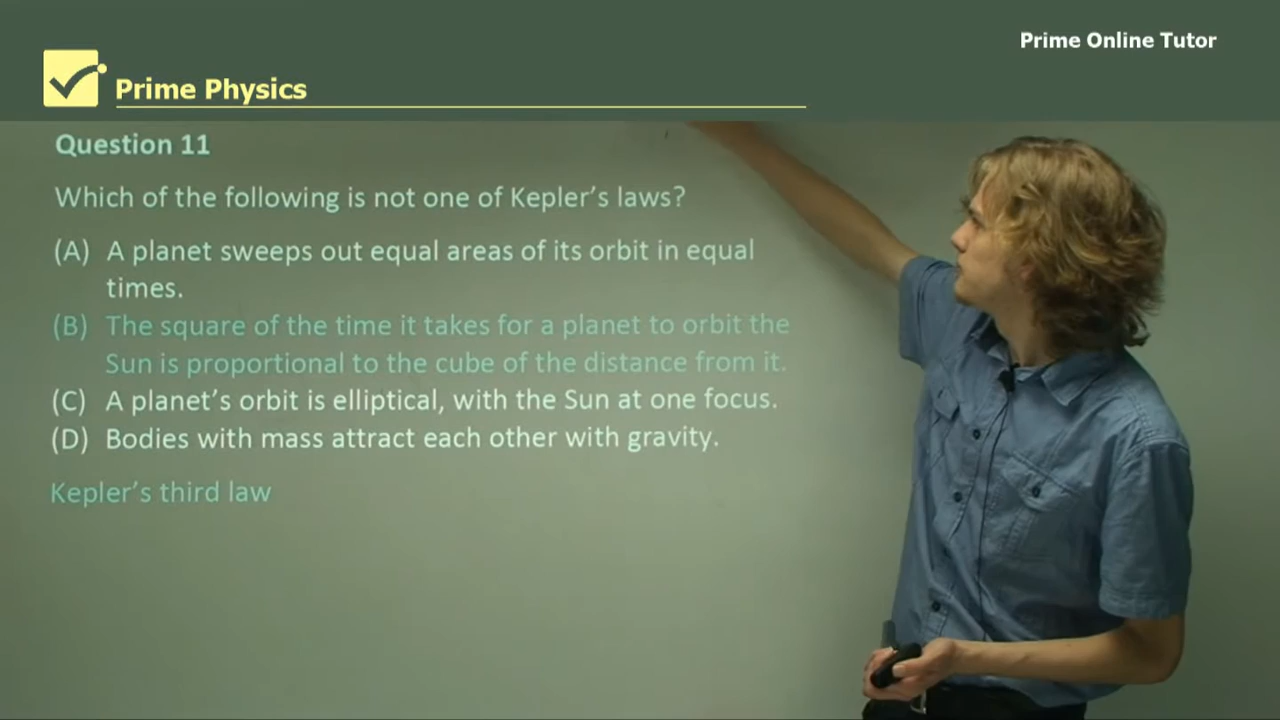 Prime Online Tutor
Prime Physics
Question 11
Which of the following is not one of Kepler's laws?
(A) A planet sweeps out equal areas of its orbit in equal
times.
(B) The square of the time it takes for a planet to orbit the
Sun is proportional to the cube of the distance from it.
(C) A planet's orbit is elliptical, with the Sun at one focus.
(D) Bodies with mass attract each other with gravity.
Kepler's third law